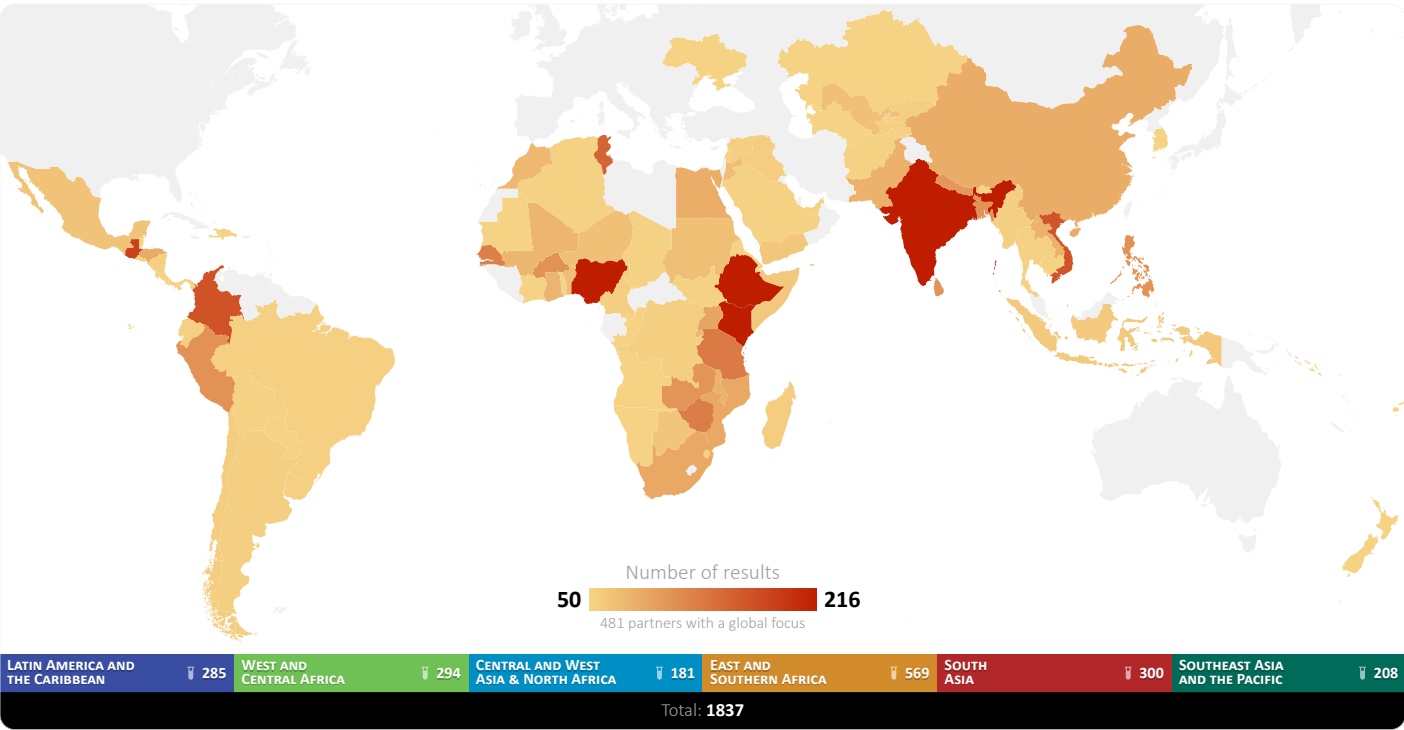 Number of results
50 216
481 partners with a global focus
LATIN AMERICA AND
THE CARIBBEAN 285
WEST AND
CENTRAL AFRICA 294
CENTRAL AND WEST
ASIA & NORTH AFRICA 181
EAST AND
SOUTHERN AFRICA 569
SOUTH
ASIA 300
SOUTHEAST ASIA
AND THE PACIFIC 208
Total: 1837